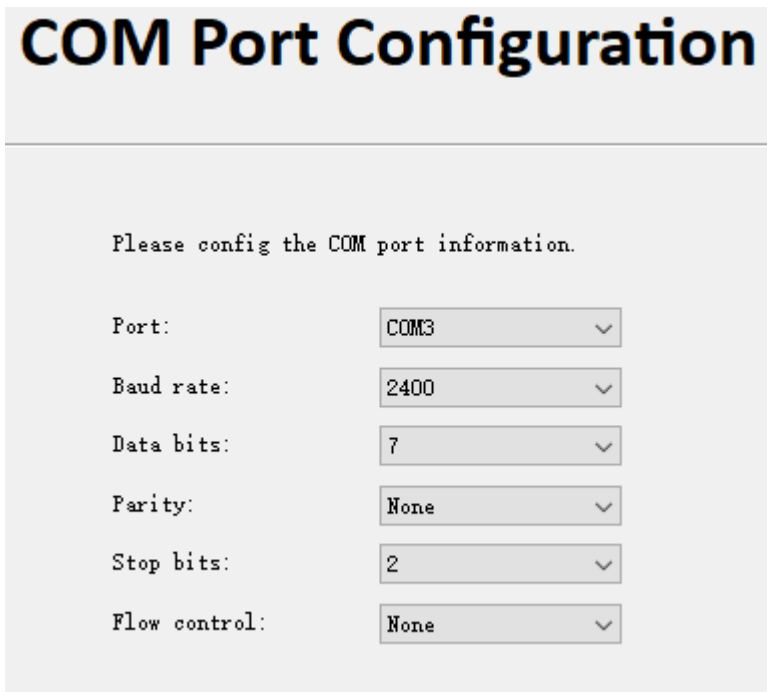 COM Port Configuration
Please config the COM port information.
Port: COM3
Baud rate: 2400
Data bits: 7
Parity: None
Stop bits: 2
Flow control: None